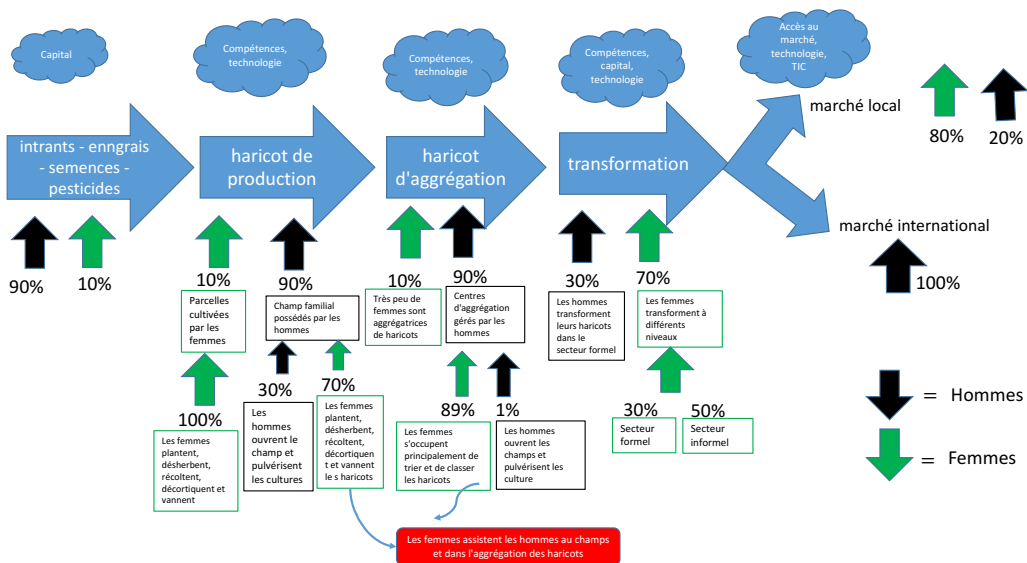 Capital
Compétences,
technologie
Compétences,
technologie
Compétences,
capital,
technologie
Accès au
marché,
technologie,
TIC
intrants - enngrais
- semences -
pesticides
haricot de
production
haricot
d'aggrégation
transformation
marché local
80%
20%
marché international
100%
90%
10%
10%
90%
10%
90%
30%
70%
Parcelles
cultivées
par les
femmes
Champ familial
possédés par les
hommes
Très peu de
femmes sont
aggrégatrices
de haricots
Centres
d'aggrégation
gérés par les
hommes
Les hommes
transforment
leurs haricots
dans le
secteur formel
Les femmes
transforment à
différents
niveaux
100%
30%
70%
89%
1%
30%
50%
Les femmes
plantent,
désherbent,
récoltent,
décortiquent et
vannent
Les
hommes
ouvrent le
champ et
pulvérisent
les cultures
Les femmes
plantent,
désherbent,
récoltent,
décortiquen
t et vannent
le s haricots
Les femmes
s'occupent
principalement de
trier et de classer
les haricots
Les hommes
ouvrent les
champs et
pulvérisent les
culture
Secteur
formel
Secteur
informel
= Hommes
= Femmes
Les femmes assistent les hommes au champs
et dans l'aggrégation des haricots